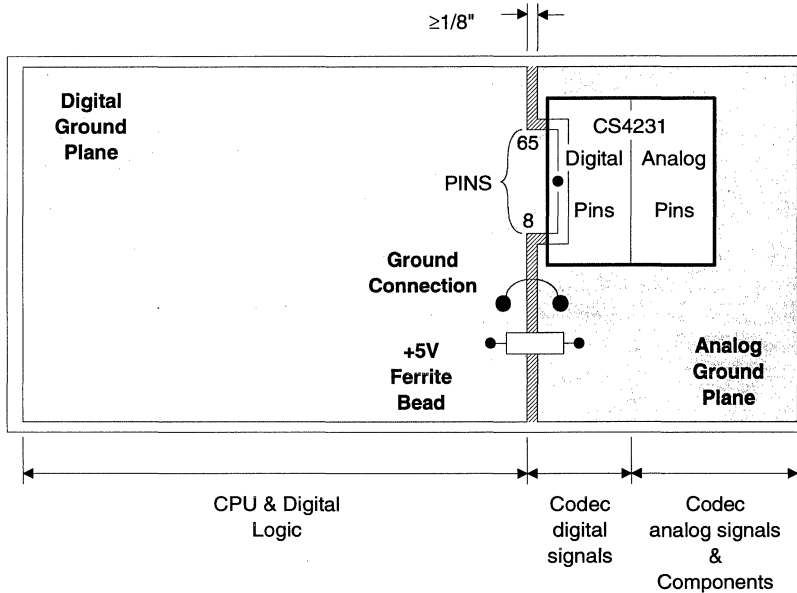 ≥1/8"
Digital
Ground
Plane
65
CS4231
Digital
Analog
PINS
Pins
Pins
8
Ground
Connection
+5V
Ferrite
Bead
Analog
Ground
Plane
CPU & Digital
Logic
Codec
digital
signals
Codec
analog signals
&
Components